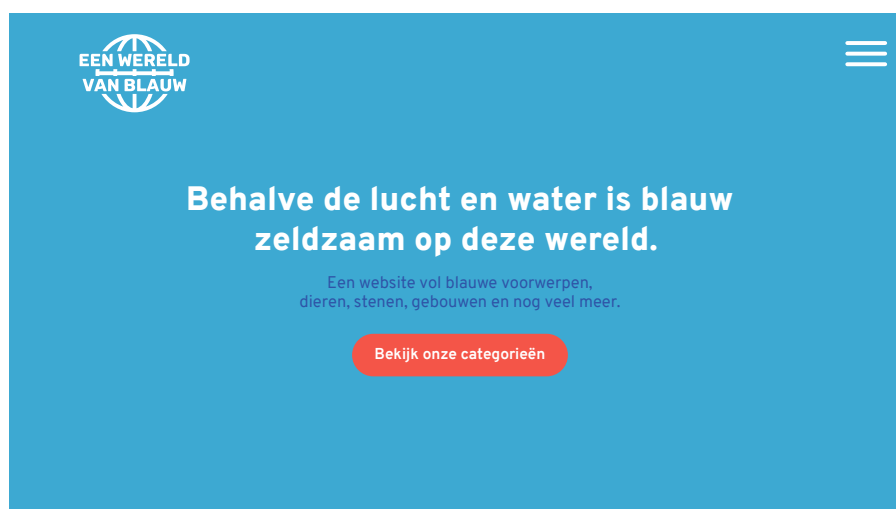 EEN WERELD
VAN BLAUW
Behalve de lucht en water is blauw
zeldzaam op deze wereld.
Een website vol blauwe voorwerpen,
dieren, stenen, gebouwen en nog veel meer.
Bekijk onze categorieën